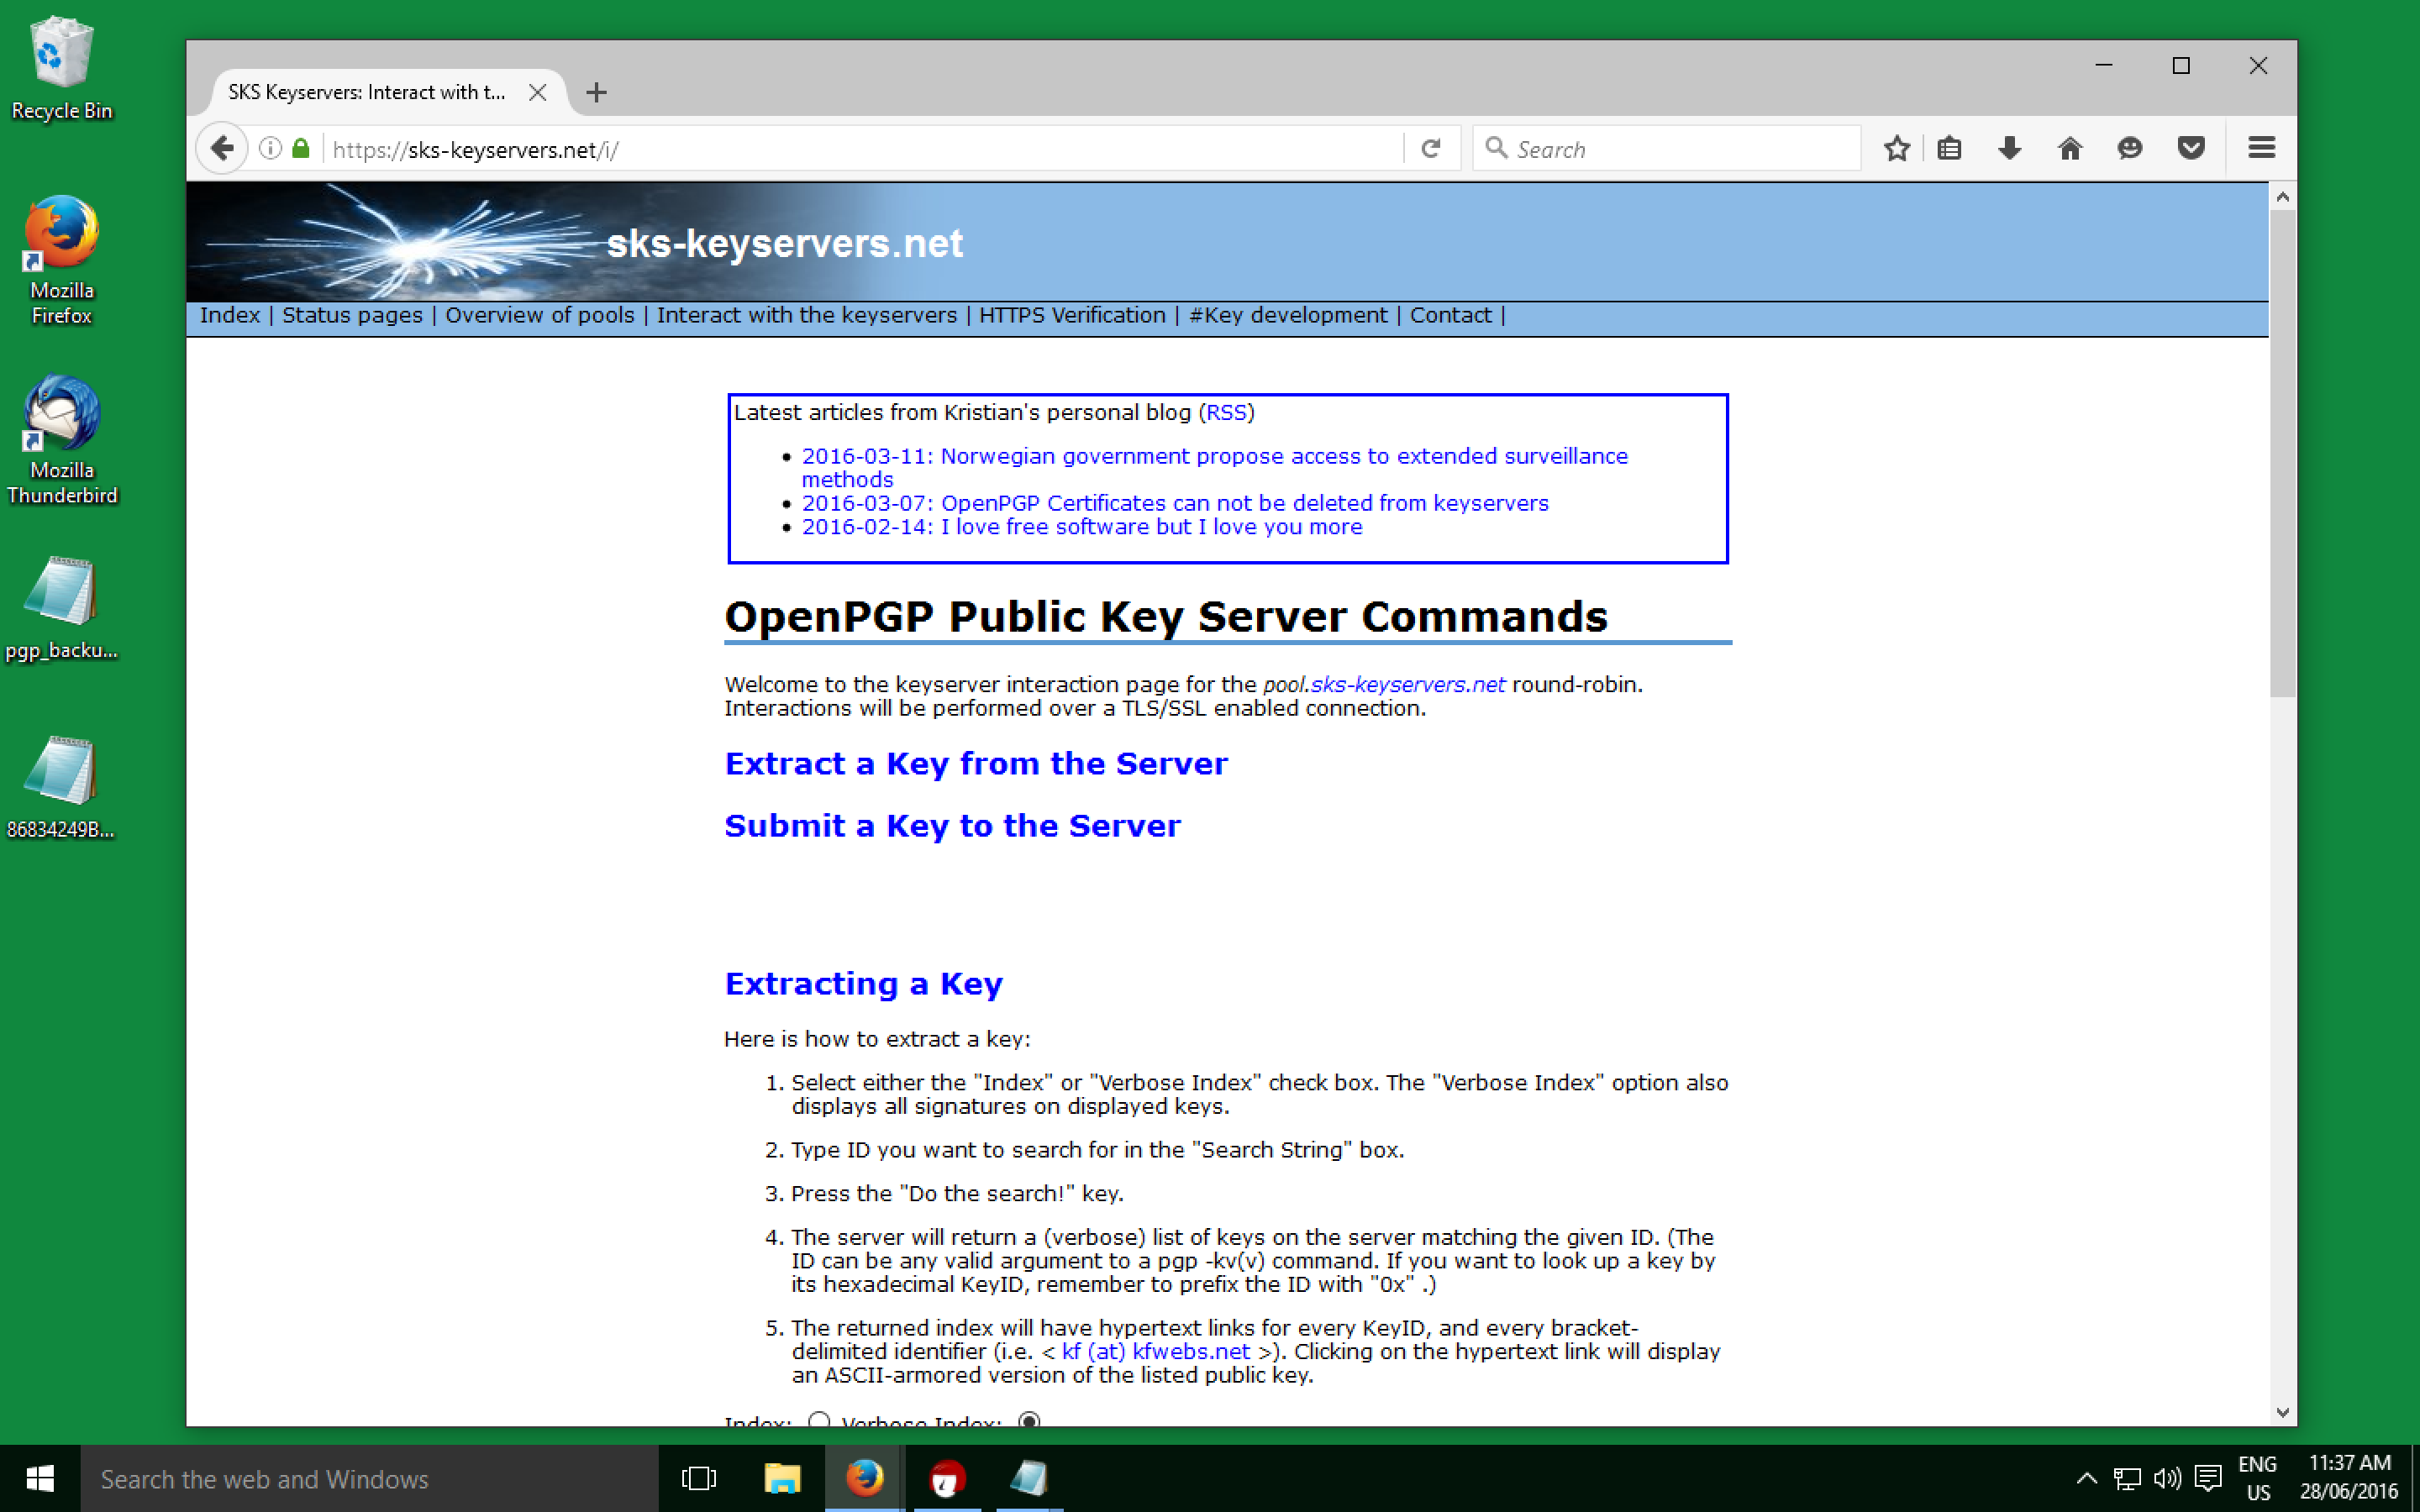 Recycle Bin
Mozilla
Firefox
Mozilla
Thunderbird
pgp_backu...
86834249B...
SKS Keyservers: Interact with t...
https://sks-keyservers.net/i/
Search
sks-keyservers.net
Index | Status pages | Overview of pools | Interact with the keyservers | HTTPS Verification | #Key development | Contact |
Latest articles from Kristian's personal blog (RSS)
• 2016-03-11: Norwegian government propose access to extended surveillance
methods
• 2016-03-07: OpenPGP Certificates can not be deleted from keyservers
• 2016-02-14: I love free software but I love you more
OpenPGP Public Key Server Commands
Welcome to the keyserver interaction page for the pool.sks-keyservers.net round-robin.
Interactions will be performed over a TLS/SSL enabled connection.
Extract a Key from the Server
Submit a Key to the Server
Extracting a Key
Here is how to extract a key:
1. Select either the "Index" or "Verbose Index" check box. The "Verbose Index" option also
displays all signatures on displayed keys.
2. Type ID you want to search for in the "Search String" box.
3. Press the "Do the search!" key.
4. The server will return a (verbose) list of keys on the server matching the given ID. (The
ID can be any valid argument to a pgp -kv(v) command. If you want to look up a key by
its hexadecimal KeyID, remember to prefix the ID with "0x" .)
5. The returned index will have hypertext links for every KeyID, and every bracket-
delimited identifier (i.e. < kf (at) kfwebs.net >). Clicking on the hypertext link will display
an ASCII-armored version of the listed public key.
Index: Verbose Index:
Search the web and Windows
ENG
US
11:37 AM
28/06/2016